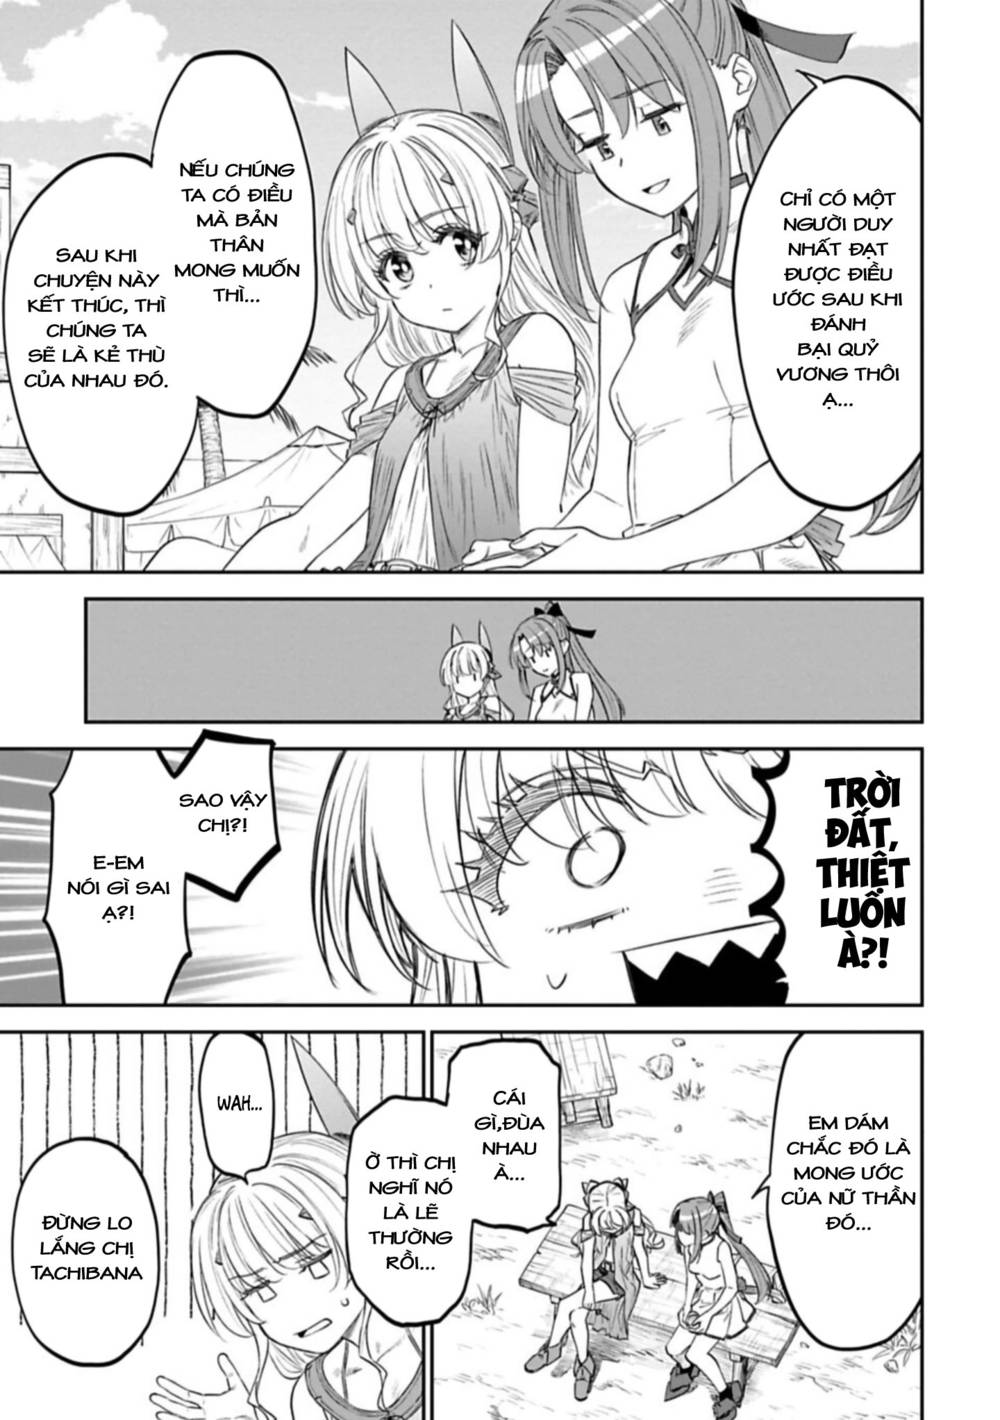 CHỈ CÓ MỘT
NGƯỜI DUY
NHẤT ĐẠT
ĐƯỢC ĐIỀU
ƯỚC SAU KHI
ĐÁNH
BẠI QUỶ
VƯƠNG THÔI
Ạ...
NẾU CHÚNG
TA CÓ ĐIỀU
MÀ BẢN
THÂN
MONG MUỐN
THÌ...
SAU KHI
CHUYỆN NÀY
KẾT THÚC, THÌ
CHÚNG TA
SẼ LÀ KẺ THÙ
CỦA NHAU ĐÓ.
TRỜI
ĐẤT,
THIỆT
LUÔN
À?!
SAO VẬY
CHỊ?!
E-EM
NÓI GÌ SAI
Ạ?!
EM DÁM
CHẮC ĐÓ LÀ
MONG ƯỚC
CỦA NỮ THẦN
ĐÓ...
CÁI
GÌ,ĐÙA
NHAU
À...
Ờ THÌ CHỊ
NGHĨ NÓ
LÀ LẼ
THƯỜNG
RỒI...
WAH...
ĐỪNG LO
LẮNG CHỊ
TACHIBANA